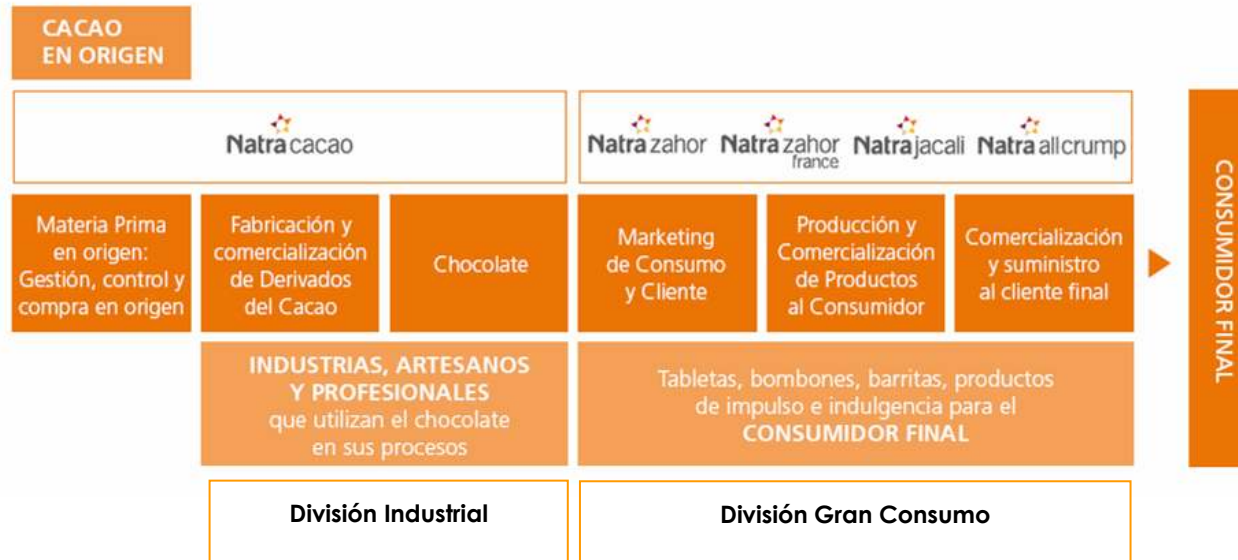 CACAO
EN ORIGEN
Natra cacao
Natra zahor
Natra zahor
france
Natra jacali
Natra allcrump
Materia Prima
en origen:
Gestión, control y
compra en origen
Fabricación y
comercialización
de Derivados
del Cacao
Chocolate
Marketing
de Consumo
y Cliente
Producción y
Comercialización
de Productos
al Consumidor
Comercialización
y suministro
al cliente final
CONSUMIDOR FINAL
INDUSTRIAS, ARTESANOS
Y PROFESIONALES
que utilizan el chocolate
en sus procesos
Tabletas, bombones, barritas, productos
de impulso e indulgencia para el
CONSUMIDOR FINAL
División Industrial
División Gran Consumo